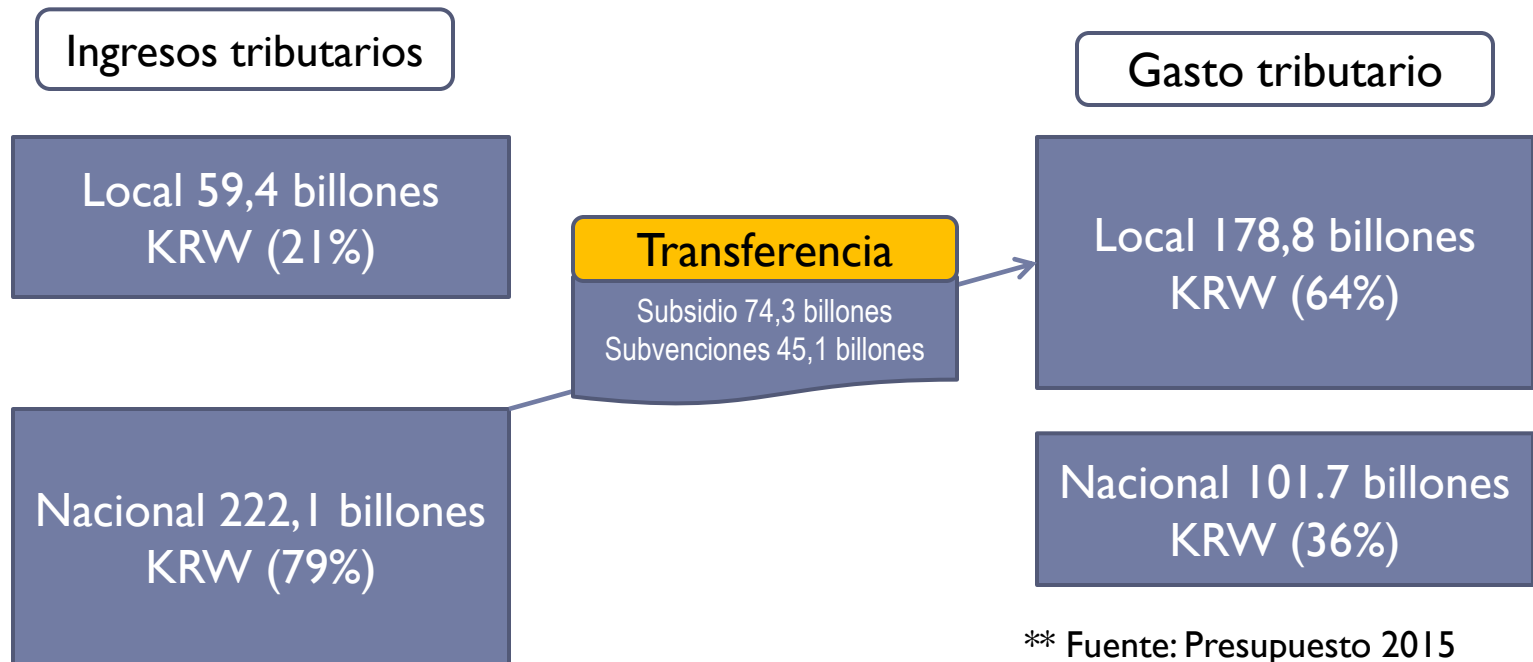 Ingresos tributarios
Gasto tributario
Local 59,4 billones
KRW (21%)
Transferencia
Subsidio 74,3 billones
Subvenciones 45,1 billones
Local 178,8 billones
KRW (64%)
Nacional 222,1 billones
KRW (79%)
Nacional 101.7 billones
KRW (36%)
** Fuente: Presupuesto 2015